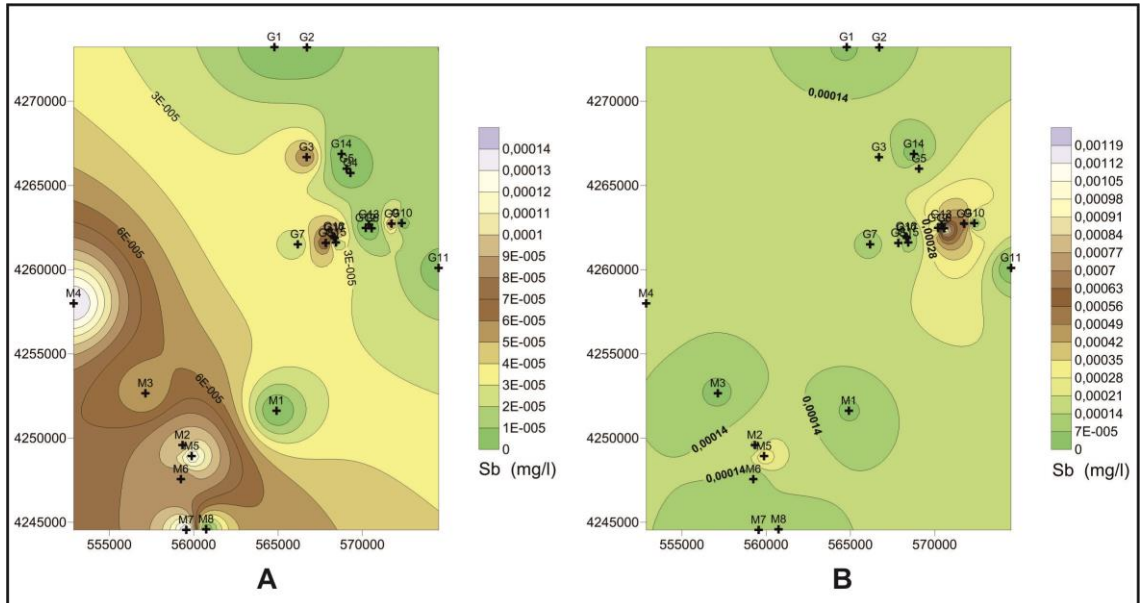 G1 G2
4270000
3E-005
G14
G3
4265000
G10
G7
3E-005
G11
6E-005
4260000
M4
4255000
M3
6E-005
M1
4250000
M2
M5
M6
4245000
M7 M8
555000 560000 565000 570000
A
0,00014
0,00013
0,00012
0,00011
0,0001
9E-005
8E-005
7E-005
6E-005
5E-005
4E-005
3E-005
2E-005
1E-005
0
Sb (mg/l)
G1 G2
4270000
0,00014
G14
G3
G5
4265000
G10
G7
0,00028
G11
4260000
M4
4255000
M3
M1
0,00014
0,00014
4250000
M2
M5
0,00014
M6
4245000
M7 M8
555000 560000 565000 570000
B
0,00119
0,00112
0,00105
0,00098
0,00091
0,00084
0,00077
0,0007
0,00063
0,00056
0,00049
0,00042
0,00035
0,00028
0,00021
0,00014
7E-005
0
Sb (mg/l)